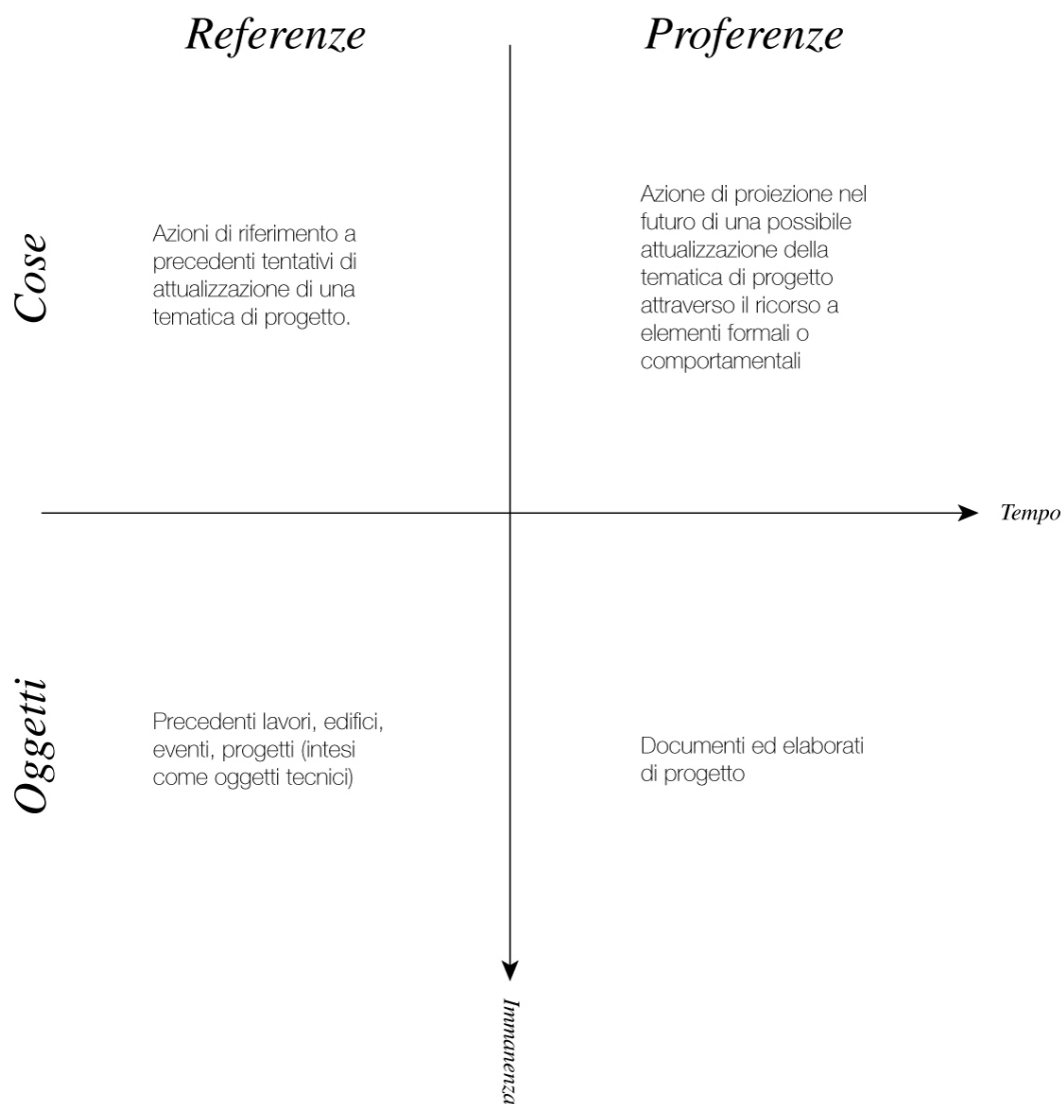 Referenze
Proferenze
Cose
Azioni di riferimento a
precedenti tentativi di
attualizzazione di una
tematica di progetto.
Azione di proiezione nel
futuro di una possibile
attualizzazione della
tematica di progetto
attraverso il ricorso a
elementi formali o
comportamentali
Tempo
Oggetti
Precedenti lavori, edifici,
eventi, progetti (intesi
come oggetti tecnici)
Documenti ed elaborati
di progetto
Immanenza